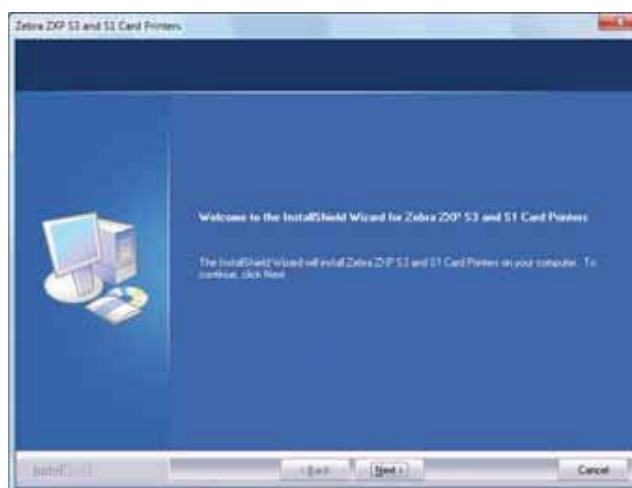 Zebra ZXP S3 and S1 Card Printers
Welcome to the InstallShield Wizard for Zebra ZXP S3 and S1 Card Printers
The InstallShield Wizard will install Zebra ZXP S3 and S1 Card Printers on your computer. To
continue, click Next
InstallShield
< Back Next > Cancel